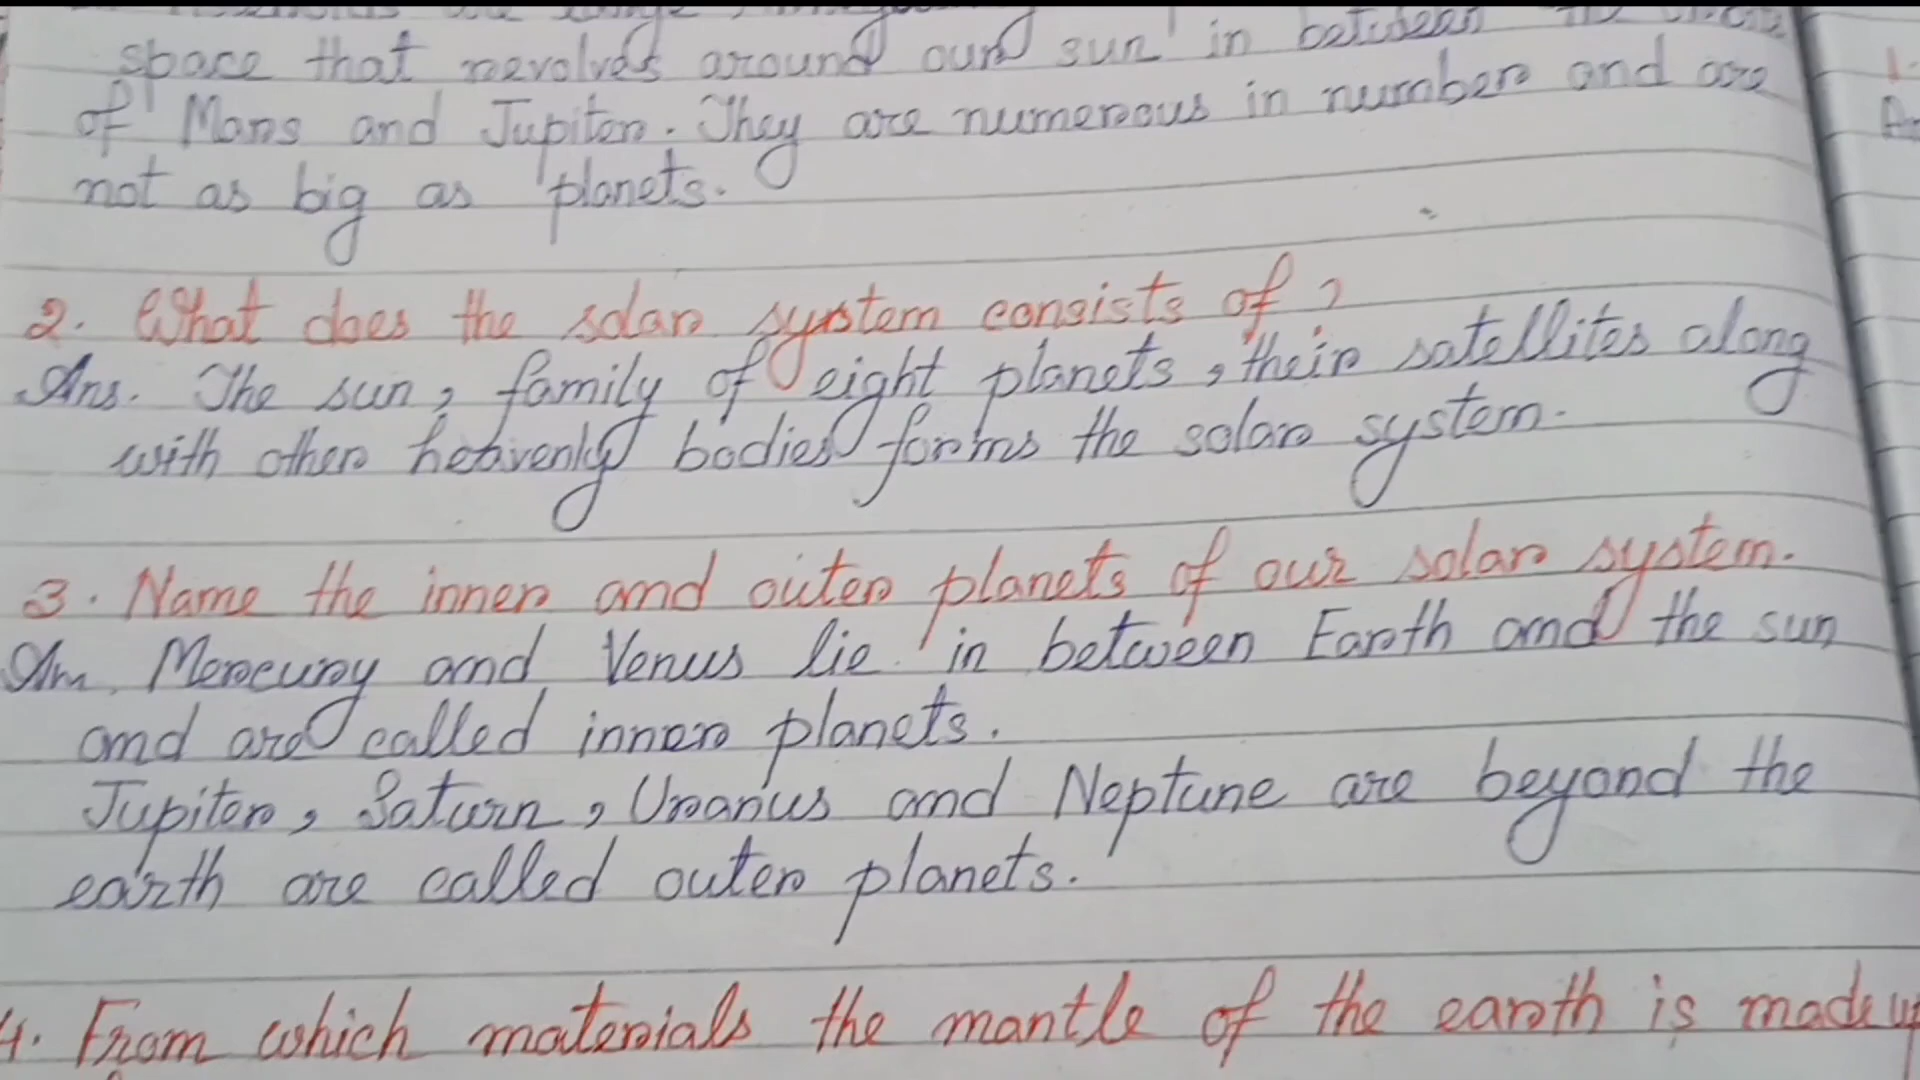 space that revolves around our sun in between
of Mars and Jupiter. They are numerous in number and are
not as big as planets.
2. What does the solar system consists of ?
Ans. The sun, family of eight planets, their satellites along
with other heavenly bodies forms the solar system.
3. Name the inner and outer planets of our solar system.
Ans. Mercury and Venus lie in between Earth and the sun
and are called inner planets.
Jupiter, Saturn, Uranus and Neptune are beyond the
earth are called outer planets.
4. From which materials the mantle of the earth is made